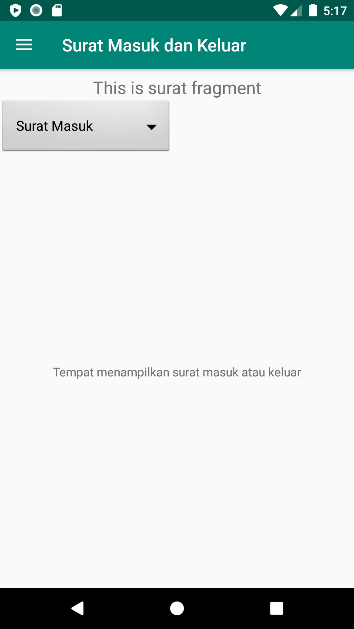 5:17
Surat Masuk dan Keluar
This is surat fragment
Surat Masuk
Tempat menampilkan surat masuk atau keluar